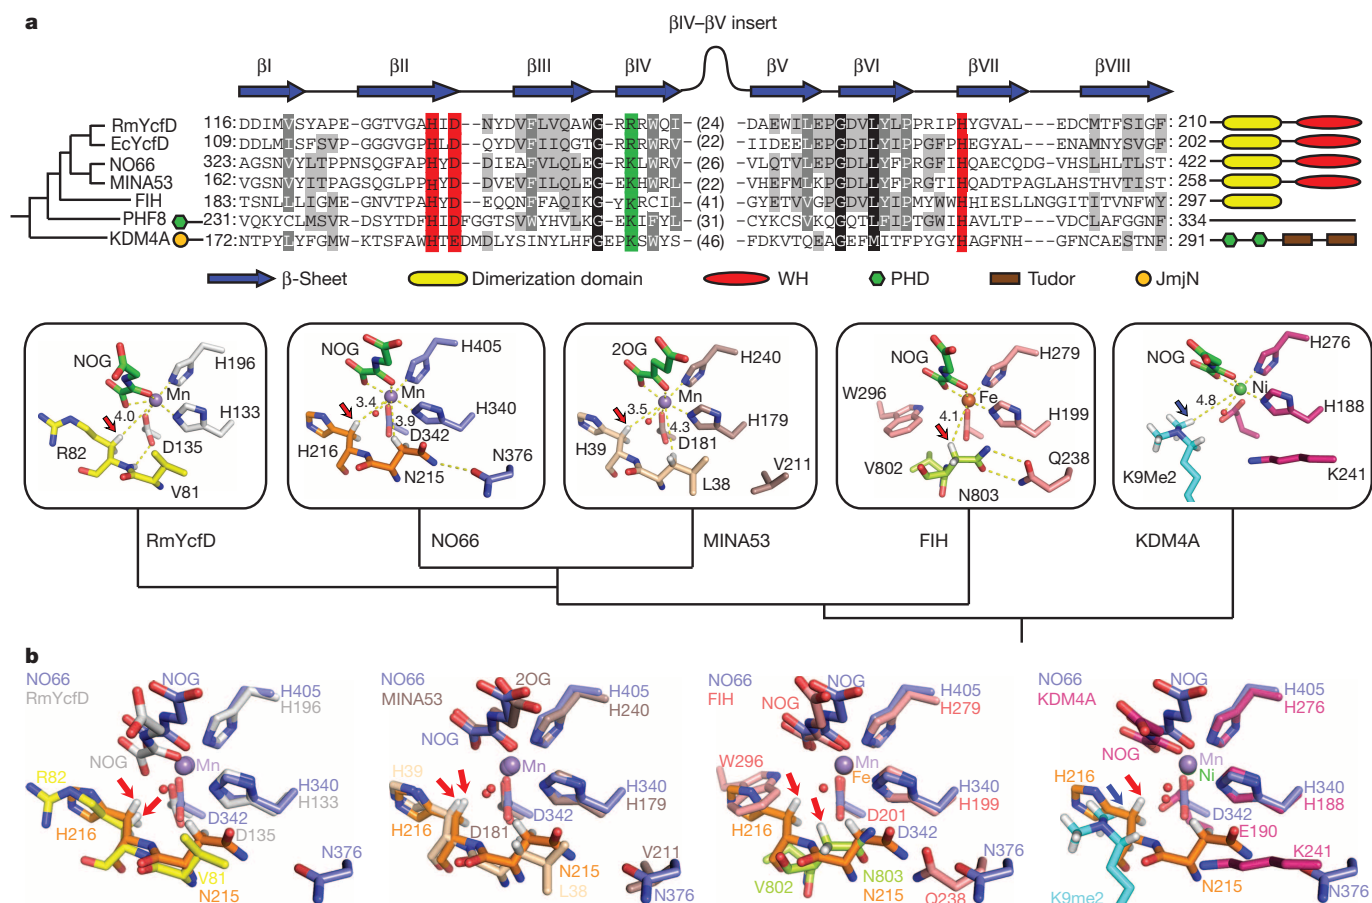 a
βIV–βV insert
βI βII βIII βIV βV βVI βVII βVIII
RmYcfD 116: DDIMVSYAPE-GGTVGAHID--NYDVFLVQAWG-RRRWQI- (24) -DAEWILEPGDVLYLPPRIPHYGVAL---EDCMTFSIGF : 210
EcYcfD 109: DDLMISFSVP-GGGVGPHLD--QYDVFIIQGTG-RRRWRV- (22) -IIDEELEPGDILYIPPGFPHEGYAL---ENAMNYSVGF : 202
NO66 323: AGSNVYLTPPNSQGFAPHYD--DIEAFVLQLEG-RKLWRV- (26) -VLQTVLEPGDLLYFPRGFIHQAECQDG-VHSLHLTLST : 422
MINA53 162: VGSNVYITPAGSQGLPPHYD--DVEVFILQLEG-EKHWRL- (22) -VHEFMLKPGDLLYFPRGTIHQADTPAGLAHSTHVTIST : 258
FIH 183: TSNLLLIGME-GNVTPAHYD--EQQNFFAQIKG-YKRCIL- (41) -GYETVVGPGDVLYIPMYWWHHIESLLNGGITITVNFWY : 297
PHF8 231: VQKYCLMSVR-DSYTDFHIDFGGTSVWYHVLKG-EKIFYL- (31) -CYKCSVKQGQTLFIPTGWIHAVLTP---VDCLAFGGNF : 334
KDM4A 172: NTPYLYFGMW-KTSFAWHTEDMDLYSINYLHFGEPKSWYS- (46) -FDKVTQEAGEFMITFPYGYHAGFNH---GFNCAESTNF : 291
β-Sheet Dimerization domain WH PHD Tudor JmjN
NOG
H196
Mn
4.0
H133
R82
D135
V81
NOG
H405
Mn
3.4
3.9
H340
D342
H216
N376
N215
2OG
H240
Mn
3.5
4.3
H179
D181
H39
V211
L38
NOG
H279
Fe
W296
4.1
H199
V802
Q238
N803
NOG
H276
Ni
4.8
H188
K9Me2
K241
RmYcfD NO66 MINA53 FIH KDM4A
b
NO66
RmYcfD
NOG
H405
H196
NOG
Mn
R82
H340
H133
D342
H216
D135
V81
N215
N376
NO66
MINA53
2OG
H405
H240
NOG
Mn
H39
H340
H179
D342
H216
D181
N215
L38
V211
N376
NO66
FIH
NOG
NOG
H405
H279
Mn
Fe
W296
H340
H199
D201
H216
D342
N376
V802
N803
N215
Q238
NO66
KDM4A
NOG
H405
H276
NOG
Mn
Ni
H216
H340
H188
D342
E190
K241
K9me2
N215
N376